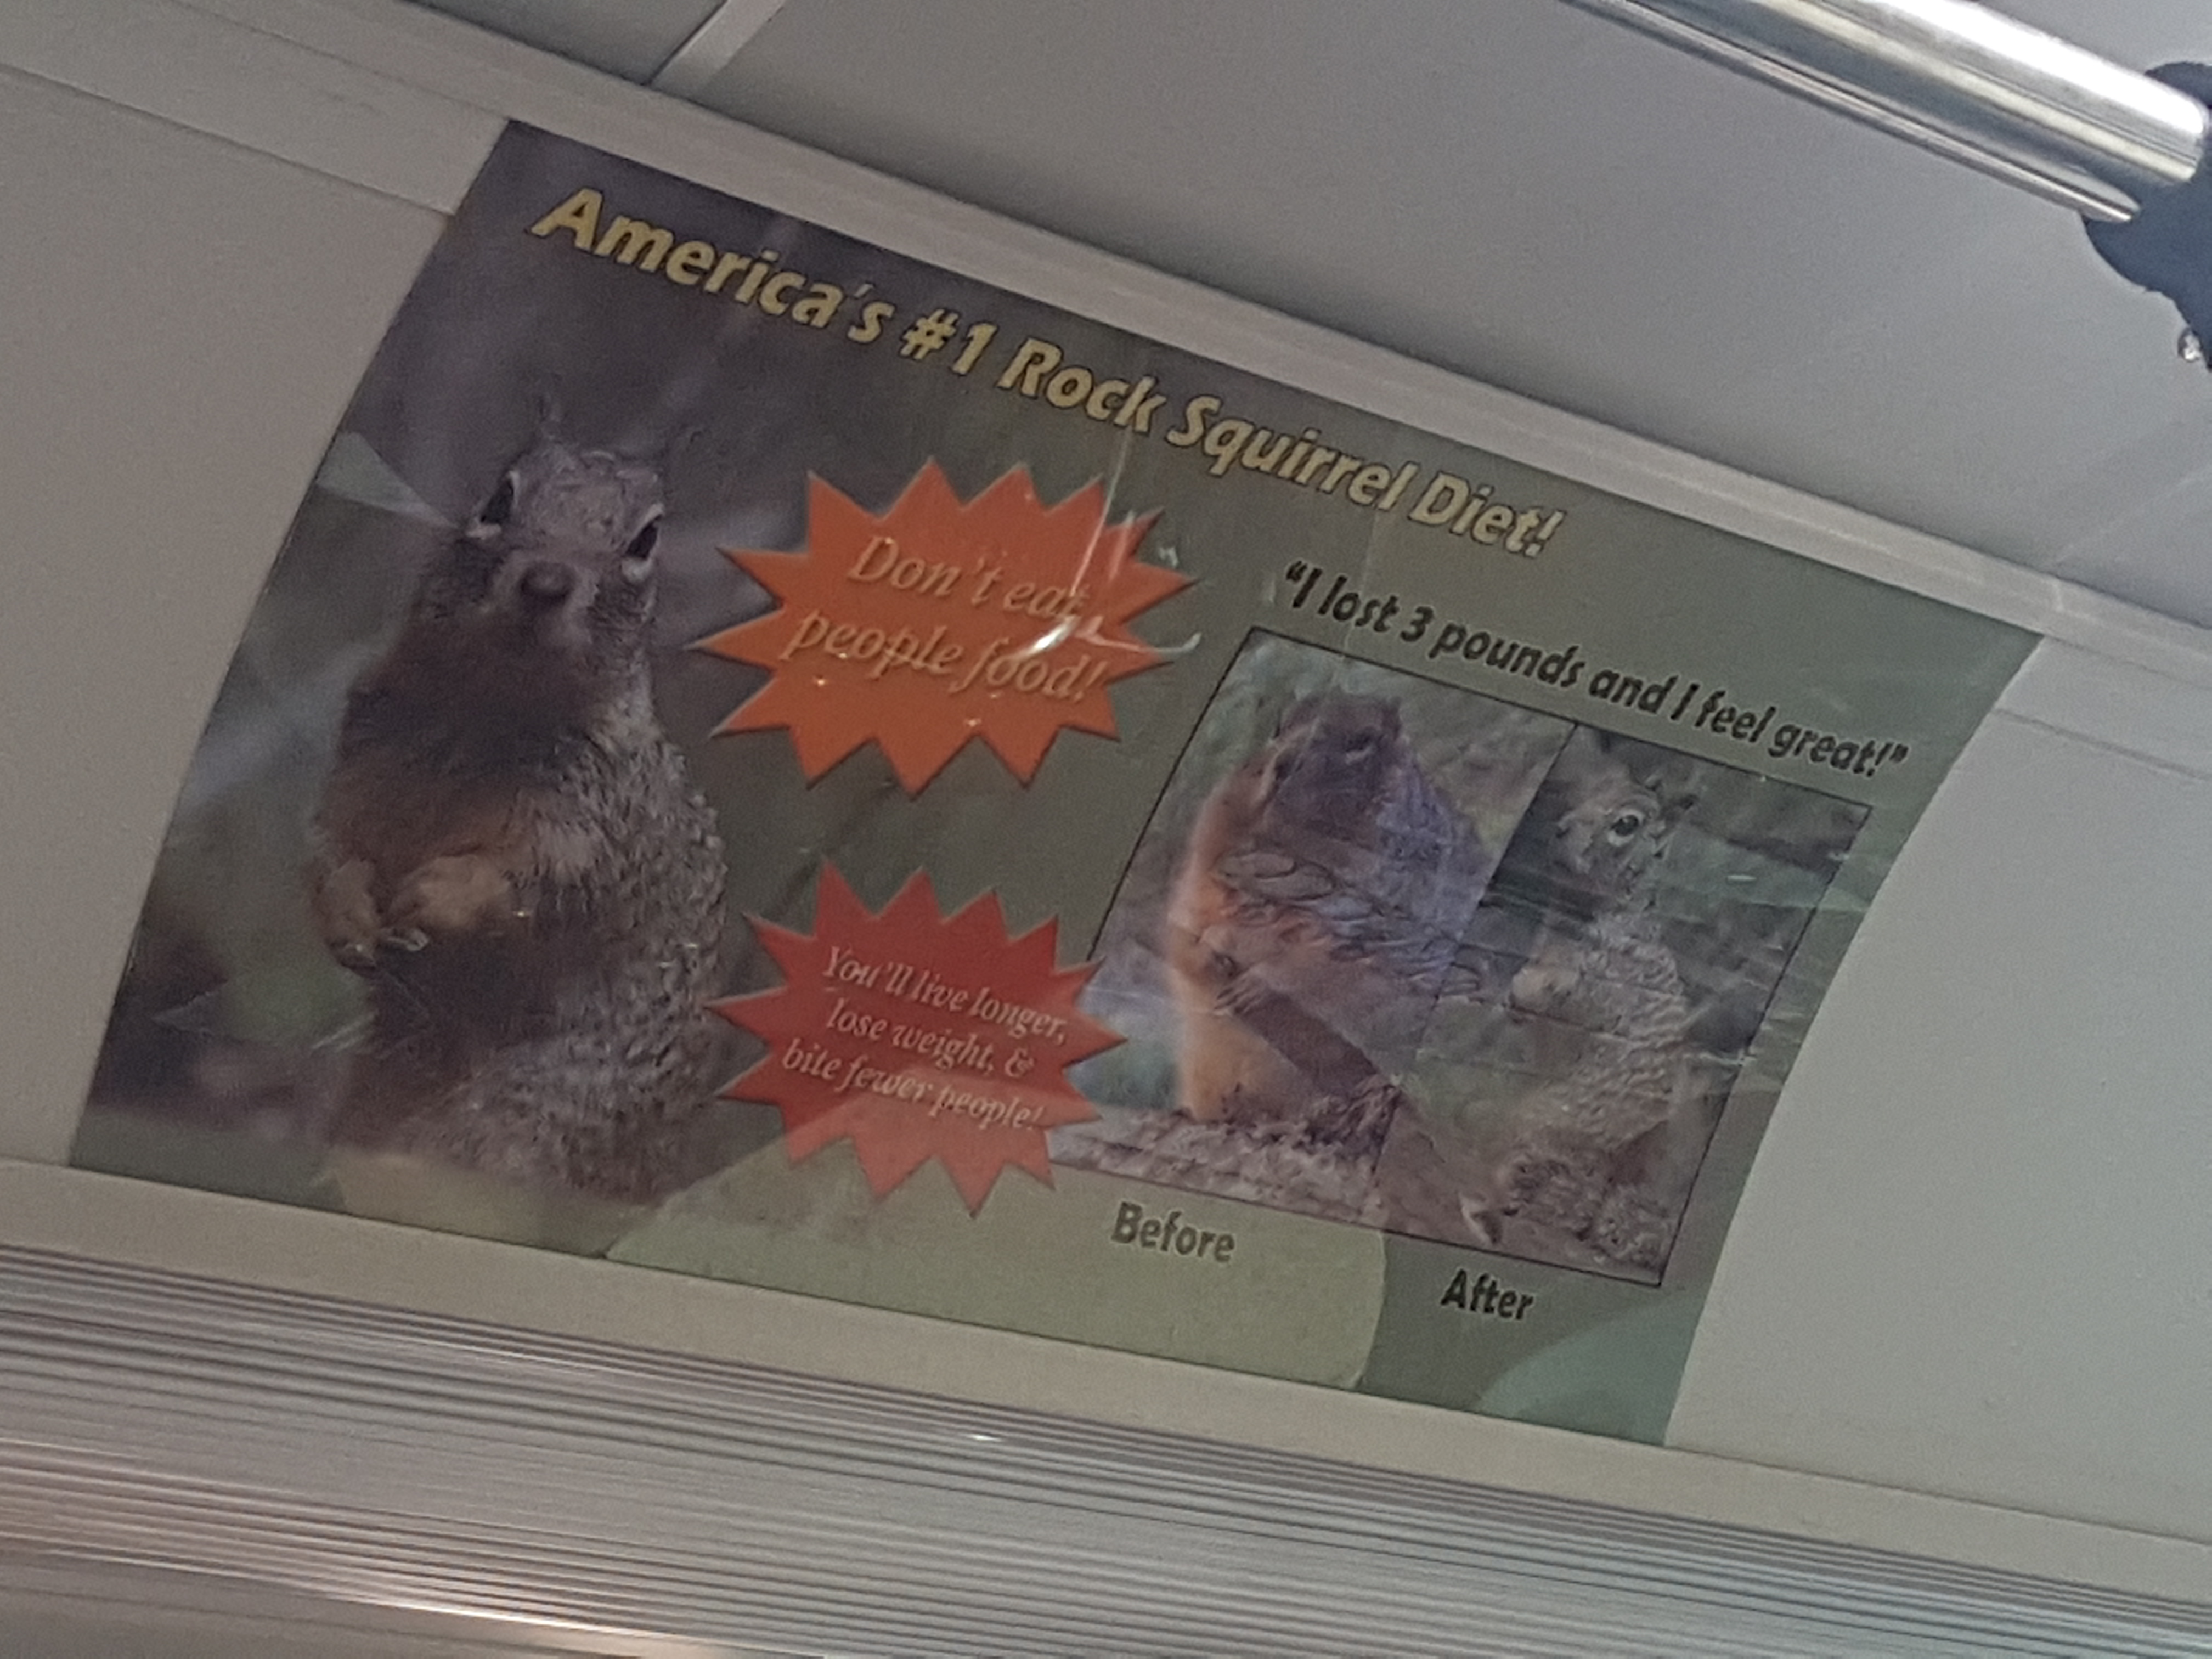 America's #1 Rock Squirrel Diet!
Don't eat
people food!
"I lost 3 pounds and I feel great!"
You'll live longer,
lose weight, &
bite fewer people!
Before
After